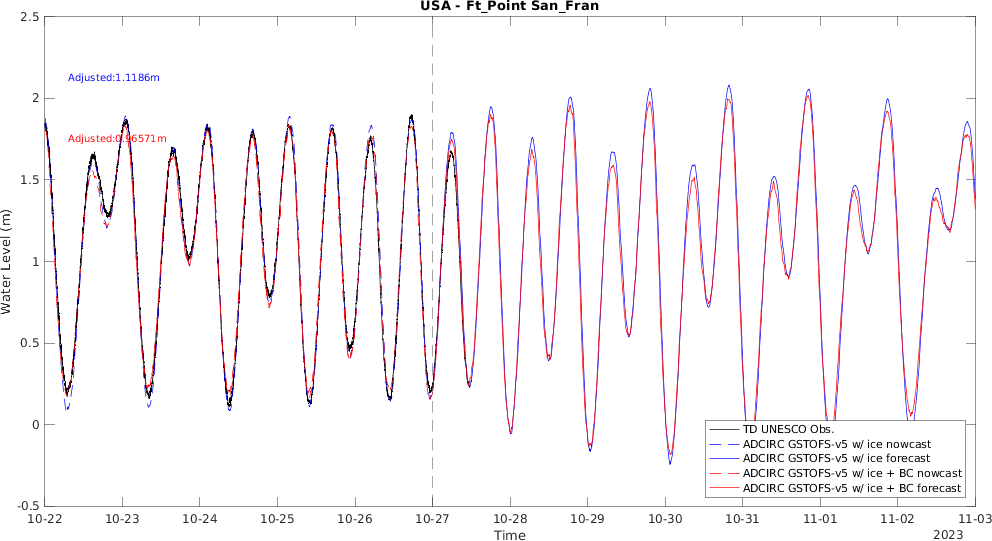 USA - Ft_Point San_Fran
2.5
2
1.5
1
0.5
0
-0.5
Water Level (m)
Adjusted:1.1186m
Adjusted:0.96571m
TD UNESCO Obs.
ADCIRC GSTOFS-v5 w/ ice nowcast
ADCIRC GSTOFS-v5 w/ ice forecast
ADCIRC GSTOFS-v5 w/ ice + BC nowcast
ADCIRC GSTOFS-v5 w/ ice + BC forecast
10-22 10-23 10-24 10-25 10-26 10-27 10-28 10-29 10-30 10-31 11-01 11-02 11-03
Time
2023